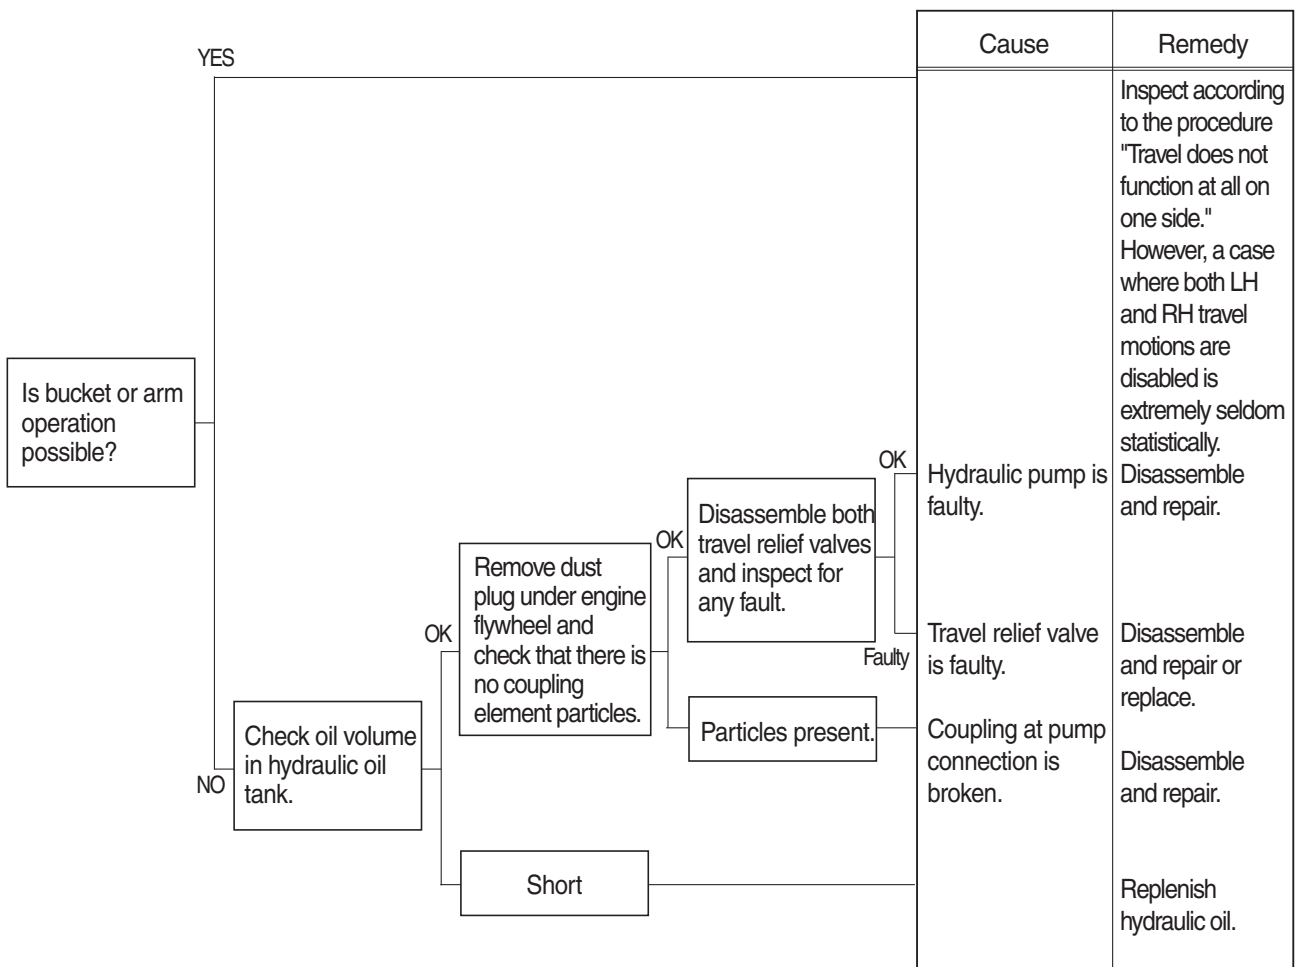 Cause
Remedy
YES
Inspect according
to the procedure
"Travel does not
function at all on
one side."
However, a case
where both LH
and RH travel
motions are
disabled is
extremely seldom
statistically.
Is bucket or arm
operation
possible?
NO
Check oil volume
in hydraulic oil
tank.
OK
Remove dust
plug under engine
flywheel and
check that there is
no coupling
element particles.
OK
Disassemble both
travel relief valves
and inspect for
any fault.
OK
Hydraulic pump is
faulty.
Disassemble
and repair.
Faulty
Travel relief valve
is faulty.
Disassemble
and repair or
replace.
Particles present.
Coupling at pump
connection is
broken.
Disassemble
and repair.
Short
Replenish
hydraulic oil.